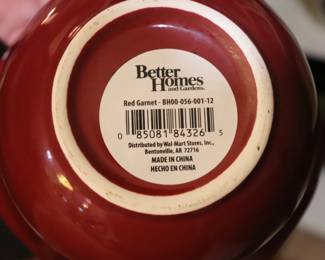 Better
Homes
and Gardens.
Red Garnet - BH00-056-001-12
0 85081 84326 5
Distributed by Wal-Mart Stores, Inc.,
Bentonville, AR 72716
MADE IN CHINA
HECHO EN CHINA